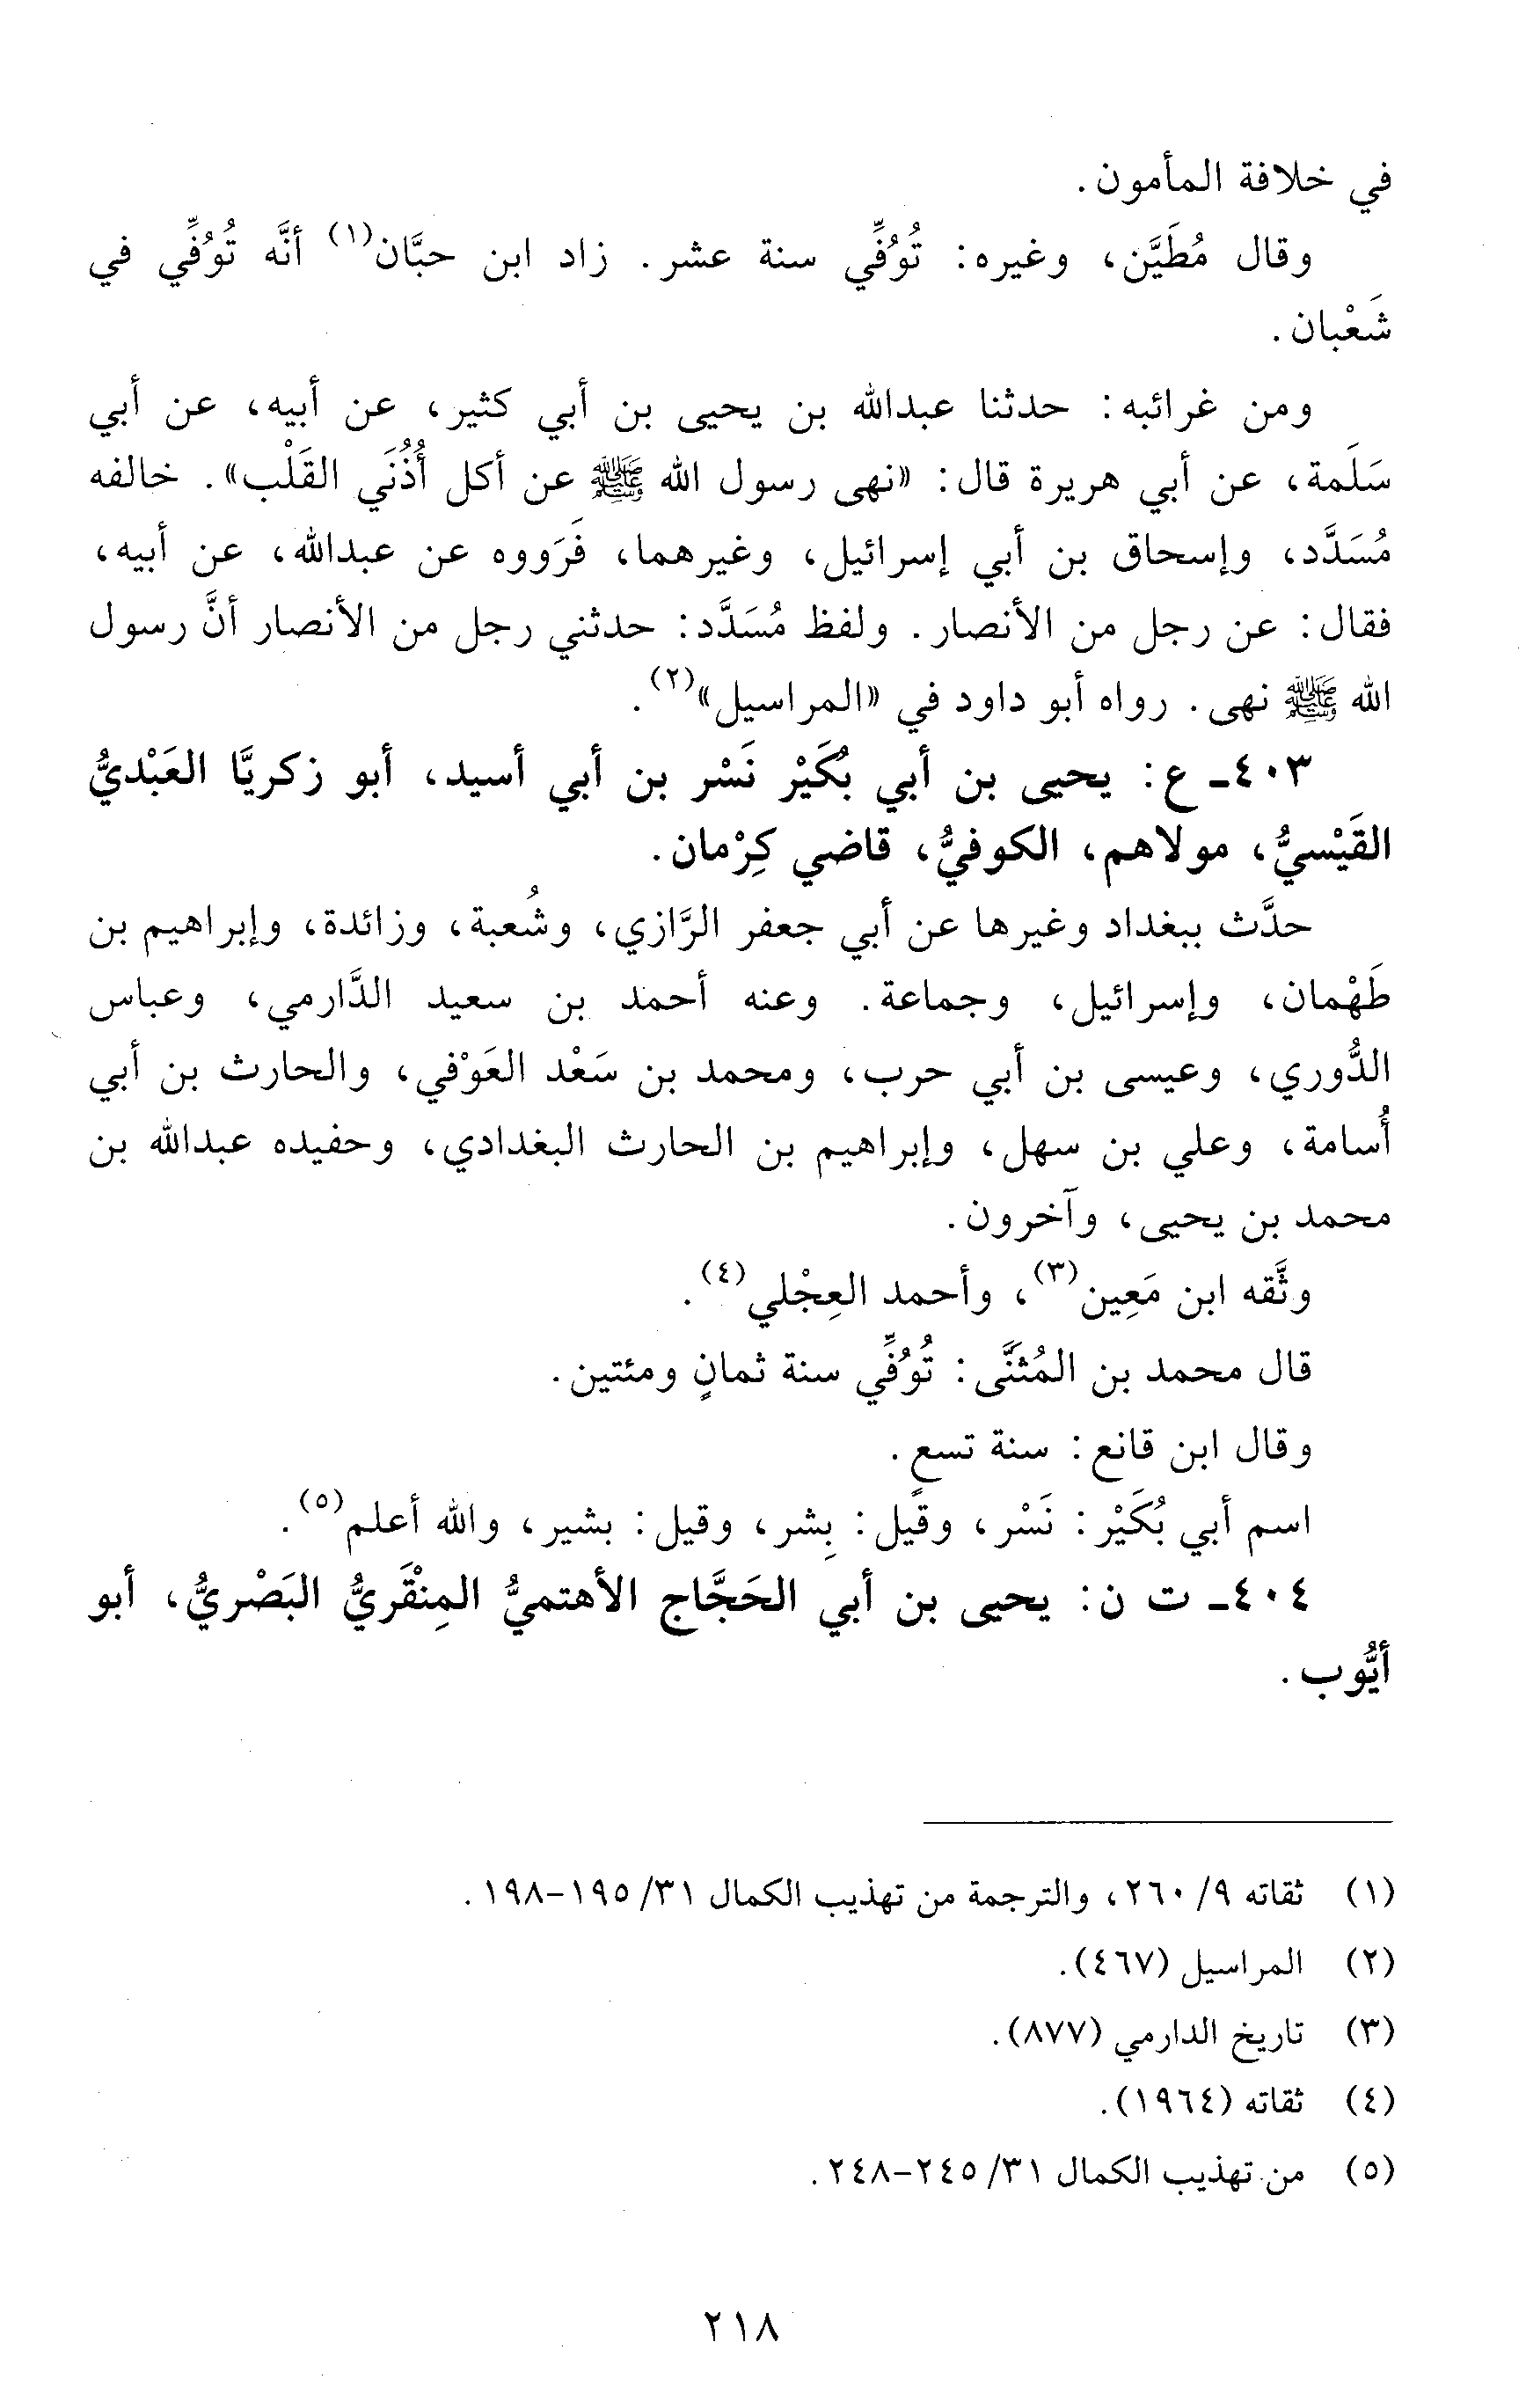 في خلافة المأمون.
وقال مُطَيَّن، وغيره: تُوُفِّي سنة عشر. زاد ابن حبَّان(١) أنَّه تُوُفِّي في
شَعْبان.
ومن غرائبه: حدثنا عبدالله بن يحيى بن أبي كثير، عن أبيه، عن أبي
سَلَمة، عن أبي هريرة قال: «نهى رسول الله ﷺ عن أكل أُذُنَي القَلْب». خالفه
مُسَدَّد، وإسحاق بن أبي إسرائيل، وغيرهما، فَرَووه عن عبدالله، عن أبيه،
فقال: عن رجل من الأنصار. ولفظ مُسَدَّد: حدثني رجل من الأنصار أنَّ رسول
الله ﷺ نهى. رواه أبو داود في «المراسيل»(٢).
٤٠٣ـ ع: يحيى بن أبي بُكَيْر نَسْر بن أبي أسيد، أبو زكريَّا العَبْديُّ
القَيْسيُّ، مولاهم، الكوفيُّ، قاضي كِرْمان.
حدَّث ببغداد وغيرها عن أبي جعفر الرَّازي، وشُعبة، وزائدة، وإبراهيم بن
طَهْمان، وإسرائيل، وجماعة. وعنه أحمد بن سعيد الدَّارمي، وعباس
الدُّوري، وعيسى بن أبي حرب، ومحمد بن سَعْد العَوْفي، والحارث بن أبي
أُسامة، وعلي بن سهل، وإبراهيم بن الحارث البغدادي، وحفيده عبدالله بن
محمد بن يحيى، وآخرون.
وثَّقه ابن مَعِين(٣)، وأحمد العِجْلي(٤).
قال محمد بن المُثنَّى: تُوُفِّي سنة ثمانٍ ومئتين.
وقال ابن قانع: سنة تسعٍ.
اسم أبي بُكَيْر: نَسْر، وقيل: بِشر، وقيل: بشير، والله أعلم(٥).
٤٠٤ـ ت ن: يحيى بن أبي الحَجَّاج الأهتميُّ المِنْقَريُّ البَصْريُّ، أبو
أيُّوب.
(١) ثقاته ٩/ ٢٦٠، والترجمة من تهذيب الكمال ٣١/ ١٩٥-١٩٨.
(٢) المراسيل (٤٦٧).
(٣) تاريخ الدارمي (٨٧٧).
(٤) ثقاته (١٩٦٤).
(٥) من تهذيب الكمال ٣١/ ٢٤٥-٢٤٨.
٢١٨